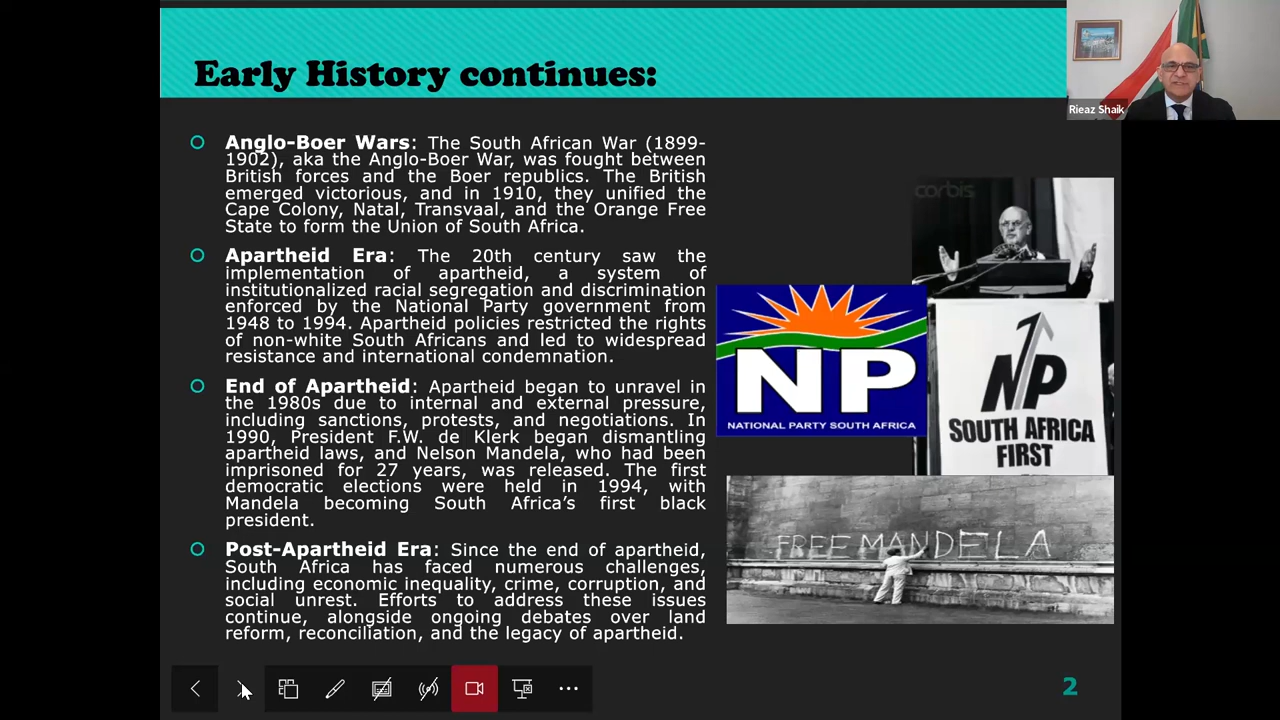 Early History continues:
Rieaz Shaik
Anglo-Boer Wars: The South African War (1899-
1902), aka the Anglo-Boer War, was fought between
British forces and the Boer republics. The British
emerged victorious, and in 1910, they unified the
Cape Colony, Natal, Transvaal, and the Orange Free
State to form the Union of South Africa.
Apartheid Era: The 20th century saw the
implementation of apartheid, a system of
institutionalized racial segregation and discrimination
enforced by the National Party government from
1948 to 1994. Apartheid policies restricted the rights
of non-white South Africans and led to widespread
resistance and international condemnation.
End of Apartheid: Apartheid began to unravel in
the 1980s due to internal and external pressure,
including sanctions, protests, and negotiations. In
1990, President F.W. de Klerk began dismantling
apartheid laws, and Nelson Mandela, who had been
imprisoned for 27 years, was released. The first
democratic elections were held in 1994, with
Mandela becoming South Africa's first black
president.
Post-Apartheid Era: Since the end of apartheid,
South Africa has faced numerous challenges,
including economic inequality, crime, corruption, and
social unrest. Efforts to address these issues
continue, alongside ongoing debates over land
reform, reconciliation, and the legacy of apartheid.
corbis
NP
NATIONAL PARTY SOUTH AFRICA
NP
SOUTH AFRICA
FIRST
FREE MANDELA
2